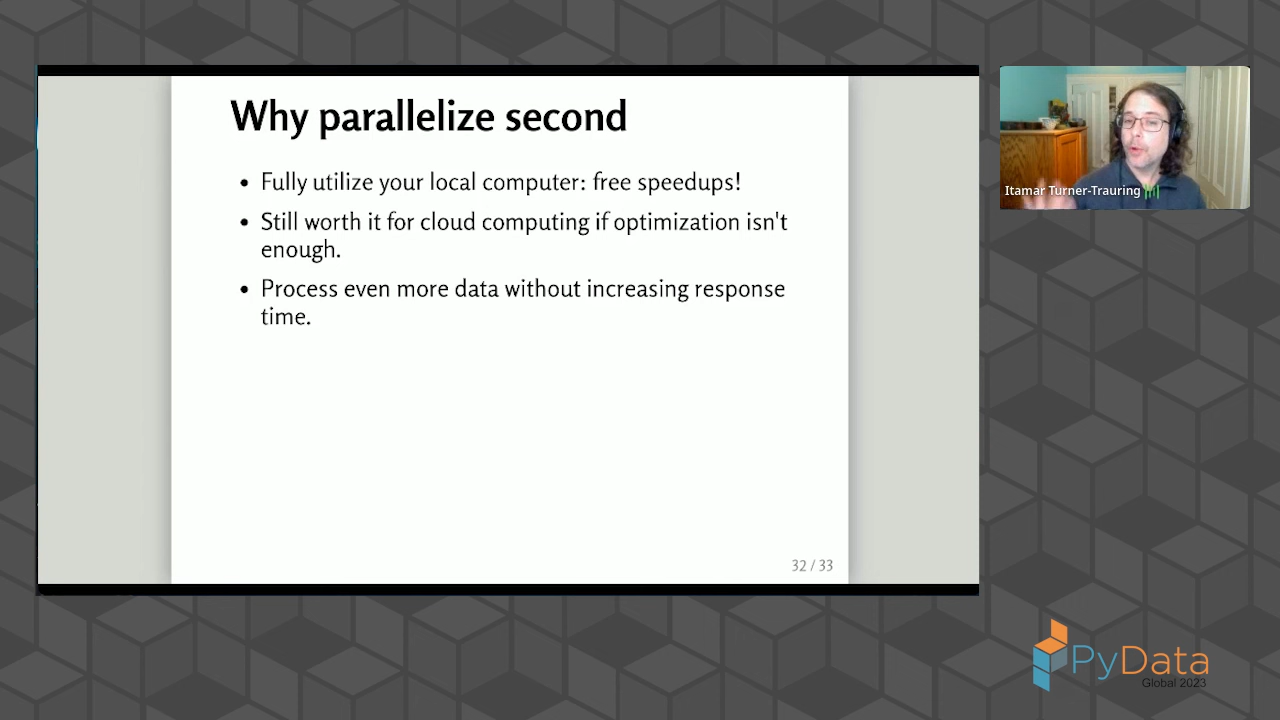 Why parallelize second
Fully utilize your local computer: free speedups!
Still worth it for cloud computing if optimization isn't
enough.
Process even more data without increasing response
time.
32 / 33
Itamar Turner-Trauring
PyData
Global 2023